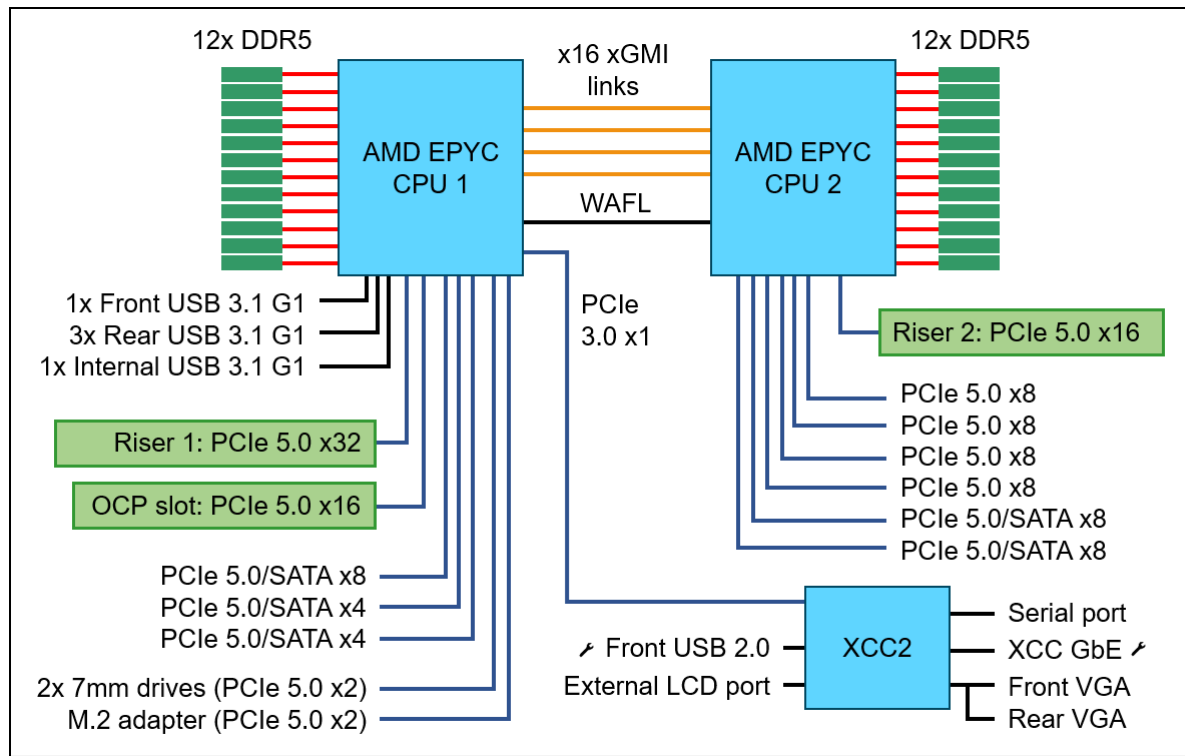 12x DDR5
x16 xGMI
links
12x DDR5
AMD EPYC
CPU 1
AMD EPYC
CPU 2
WAFL
1x Front USB 3.1 G1
3x Rear USB 3.1 G1
1x Internal USB 3.1 G1
PCIe
3.0 x1
Riser 2: PCIe 5.0 x16
Riser 1: PCIe 5.0 x32
OCP slot: PCIe 5.0 x16
PCIe 5.0 x8
PCIe 5.0 x8
PCIe 5.0 x8
PCIe 5.0 x8
PCIe 5.0/SATA x8
PCIe 5.0/SATA x8
PCIe 5.0/SATA x8
PCIe 5.0/SATA x4
PCIe 5.0/SATA x4
2x 7mm drives (PCIe 5.0 x2)
M.2 adapter (PCIe 5.0 x2)
Front USB 2.0
External LCD port
XCC2
Serial port
XCC GbE
Front VGA
Rear VGA